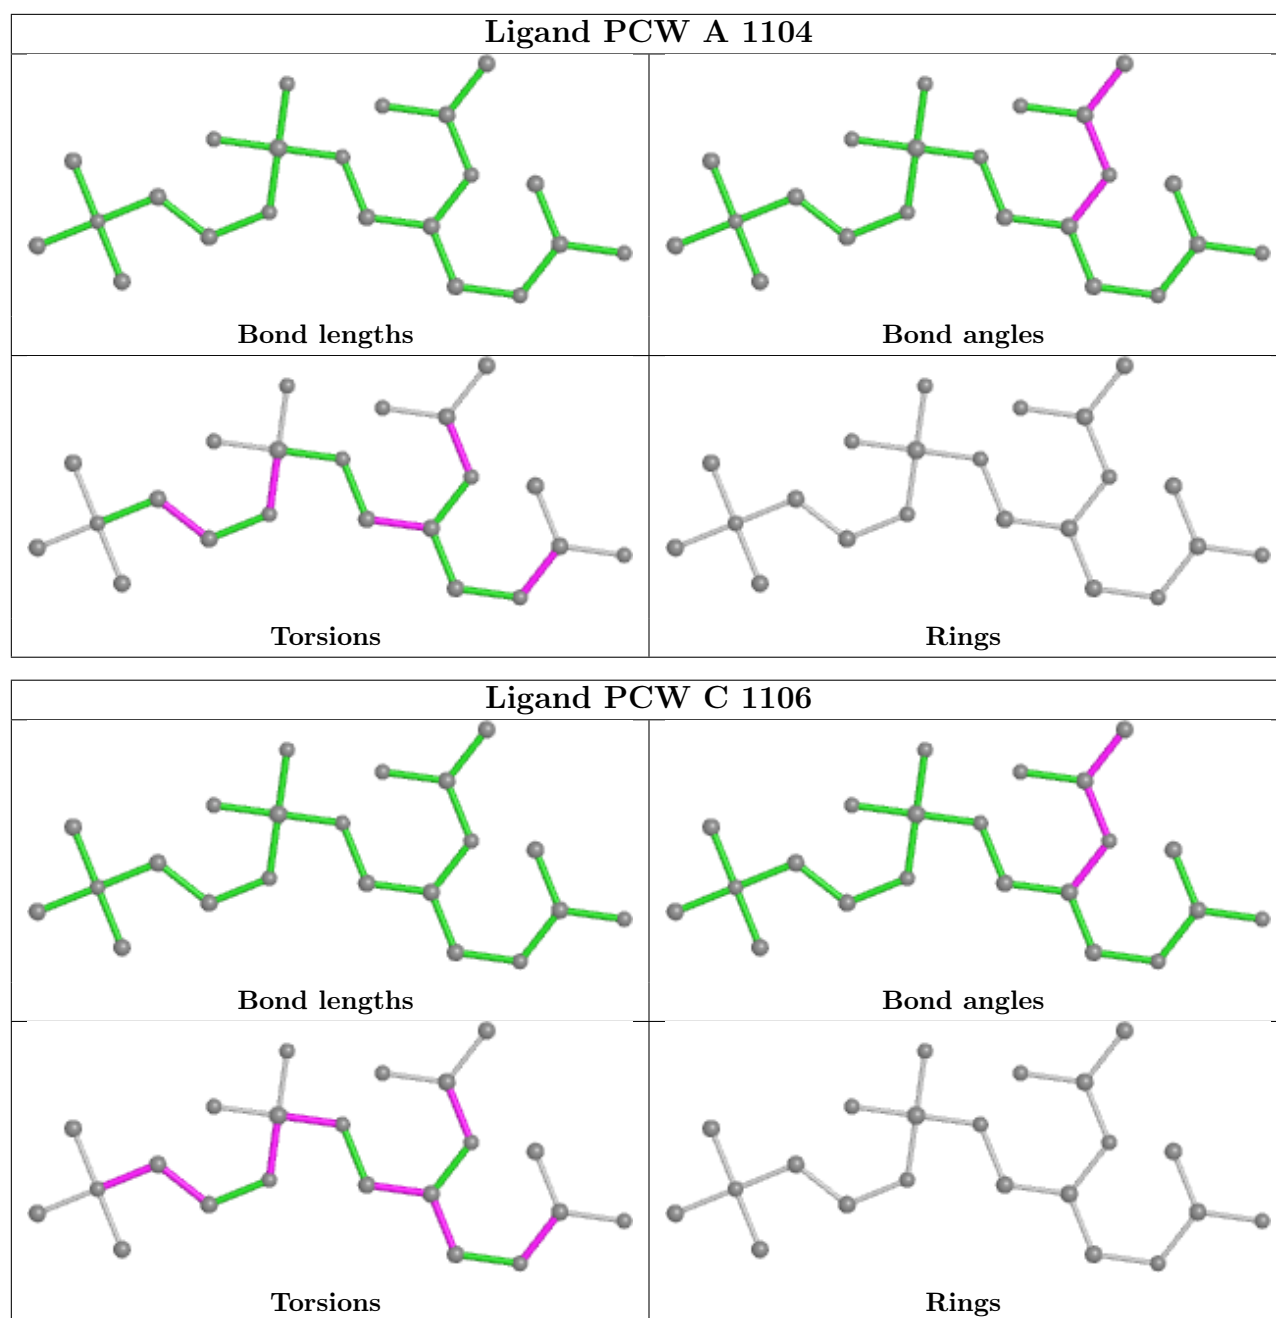 Ligand PCW A 1104
Bond lengths
Bond angles
Torsions
Rings
Ligand PCW C 1106
Bond lengths
Bond angles
Torsions
Rings